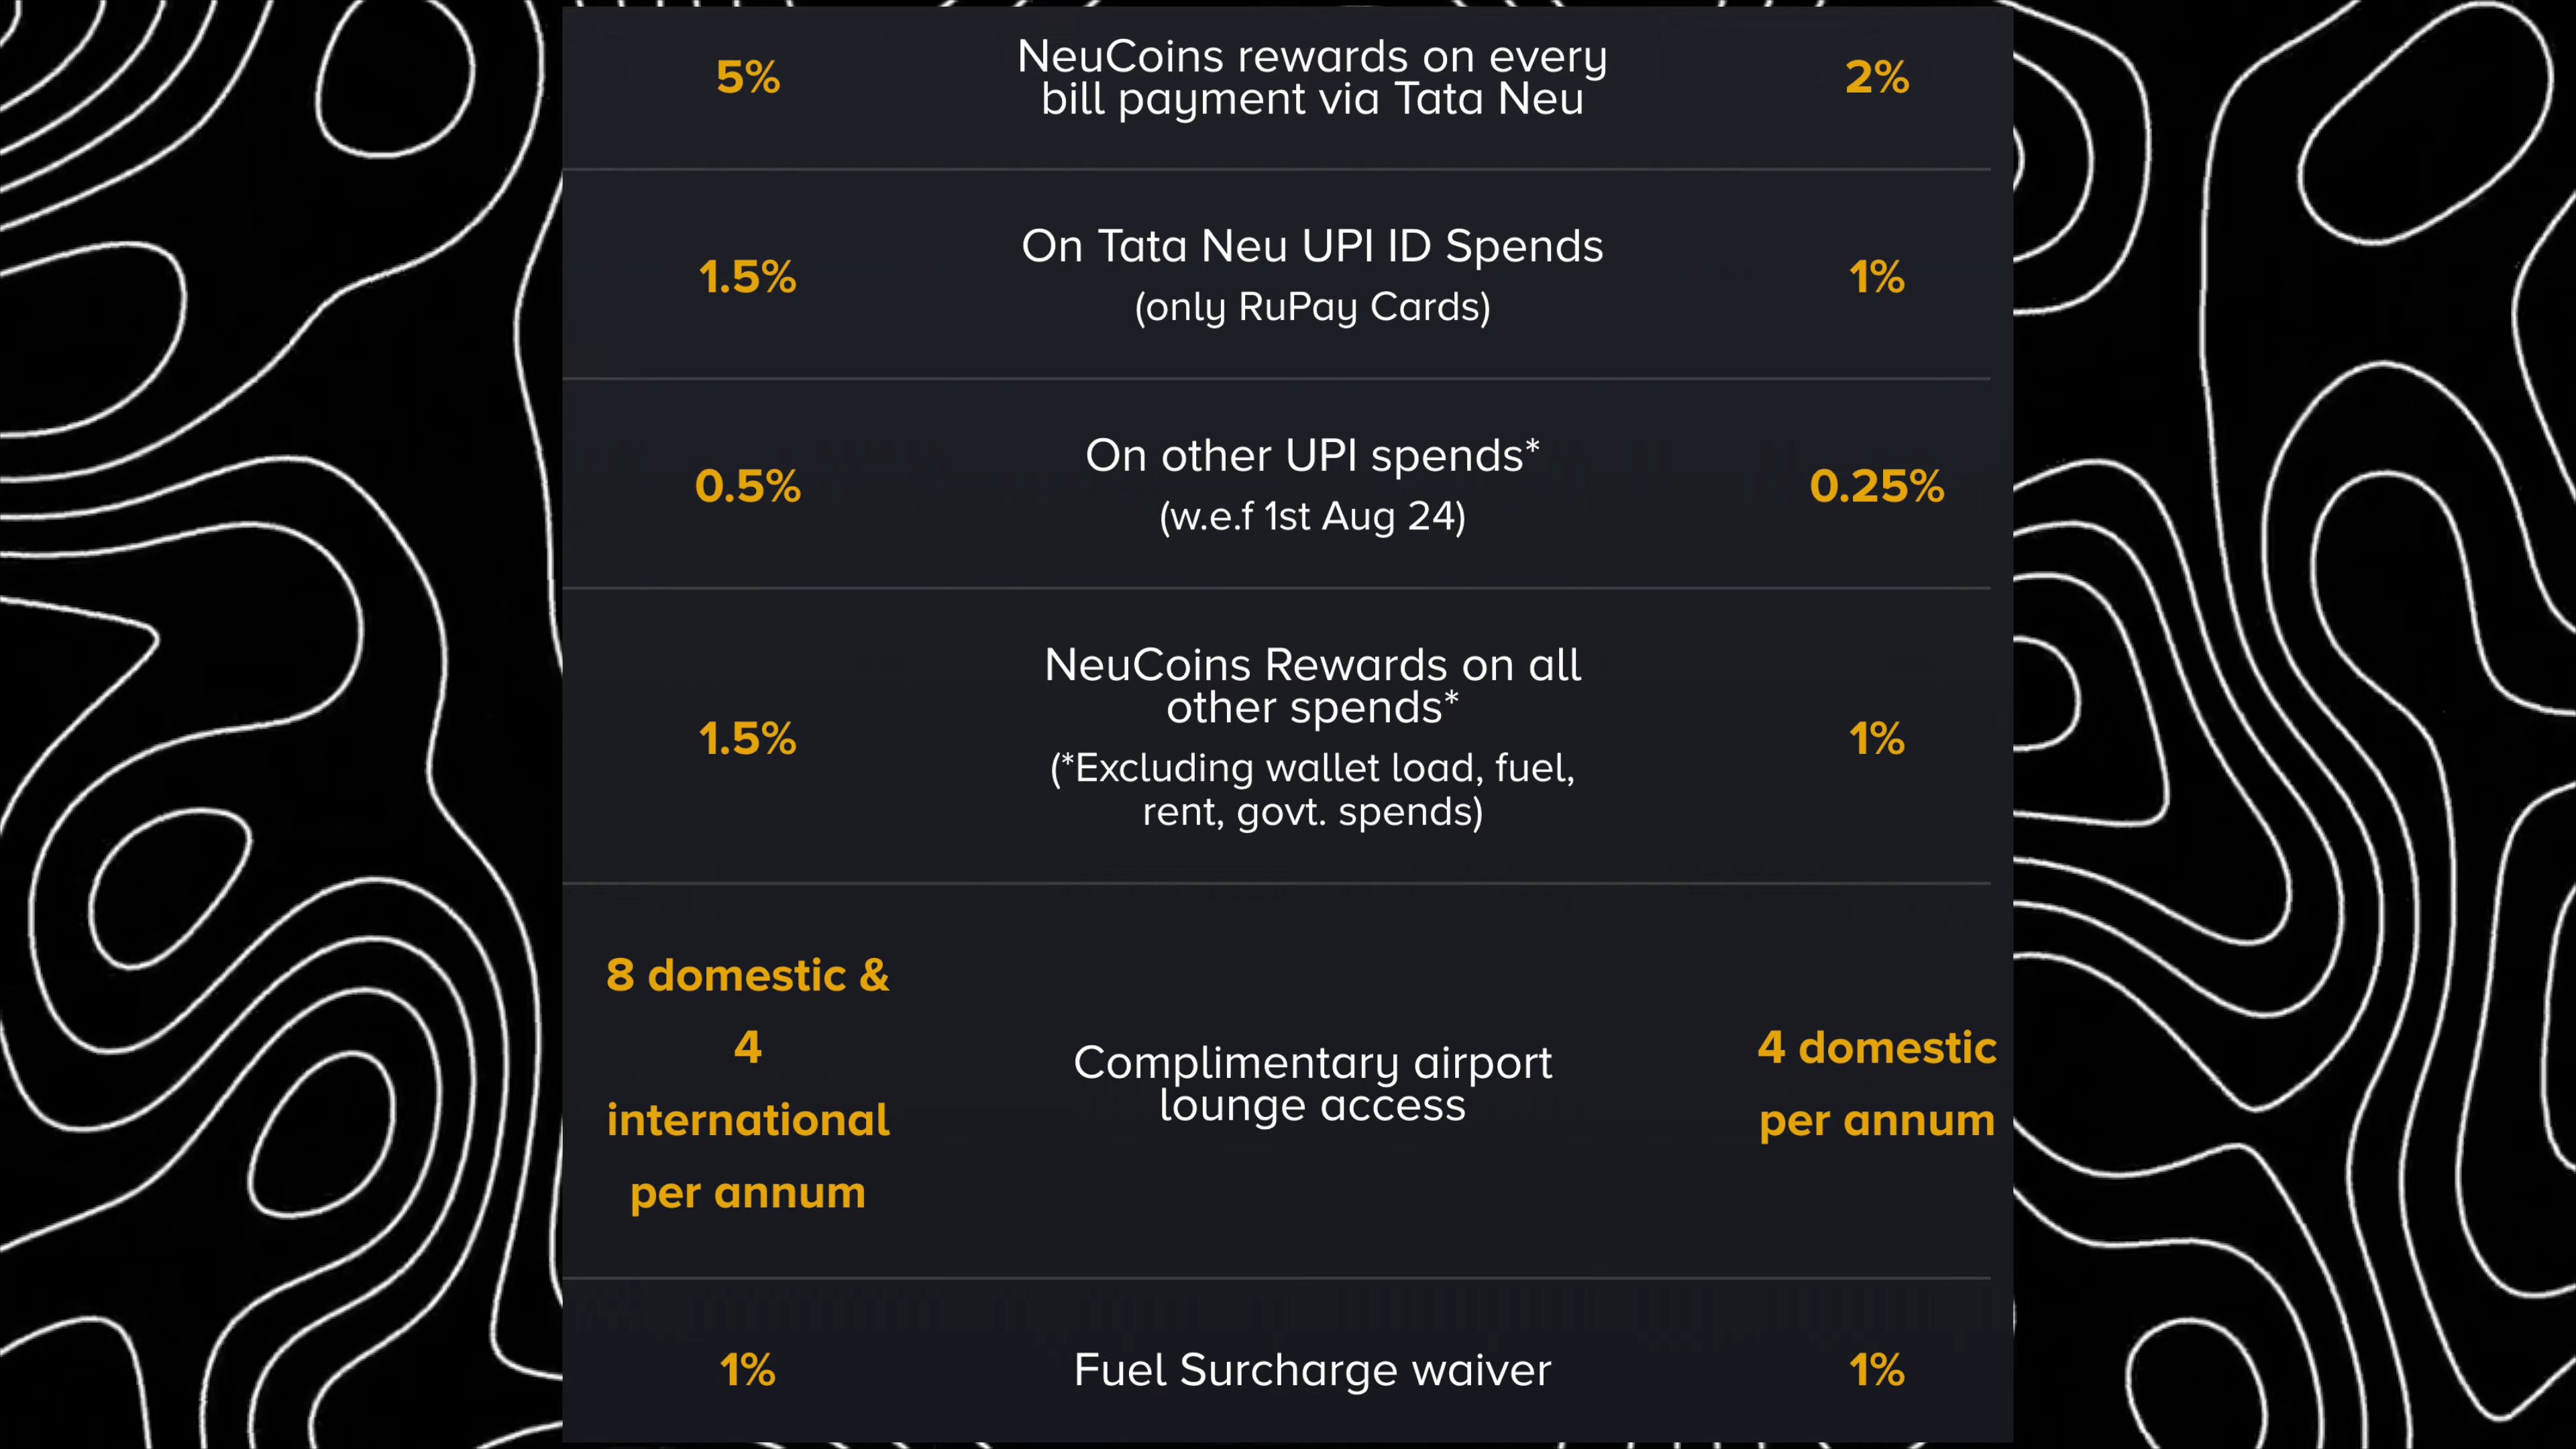 5%
NeuCoins rewards on every
bill payment via Tata Neu
2%
1.5%
On Tata Neu UPI ID Spends
(only RuPay Cards)
1%
0.5%
On other UPI spends*
(w.e.f 1st Aug 24)
0.25%
1.5%
NeuCoins Rewards on all
other spends*
(*Excluding wallet load, fuel,
rent, govt. spends)
1%
8 domestic &
4
international
per annum
Complimentary airport
lounge access
4 domestic
per annum
1%
Fuel Surcharge waiver
1%